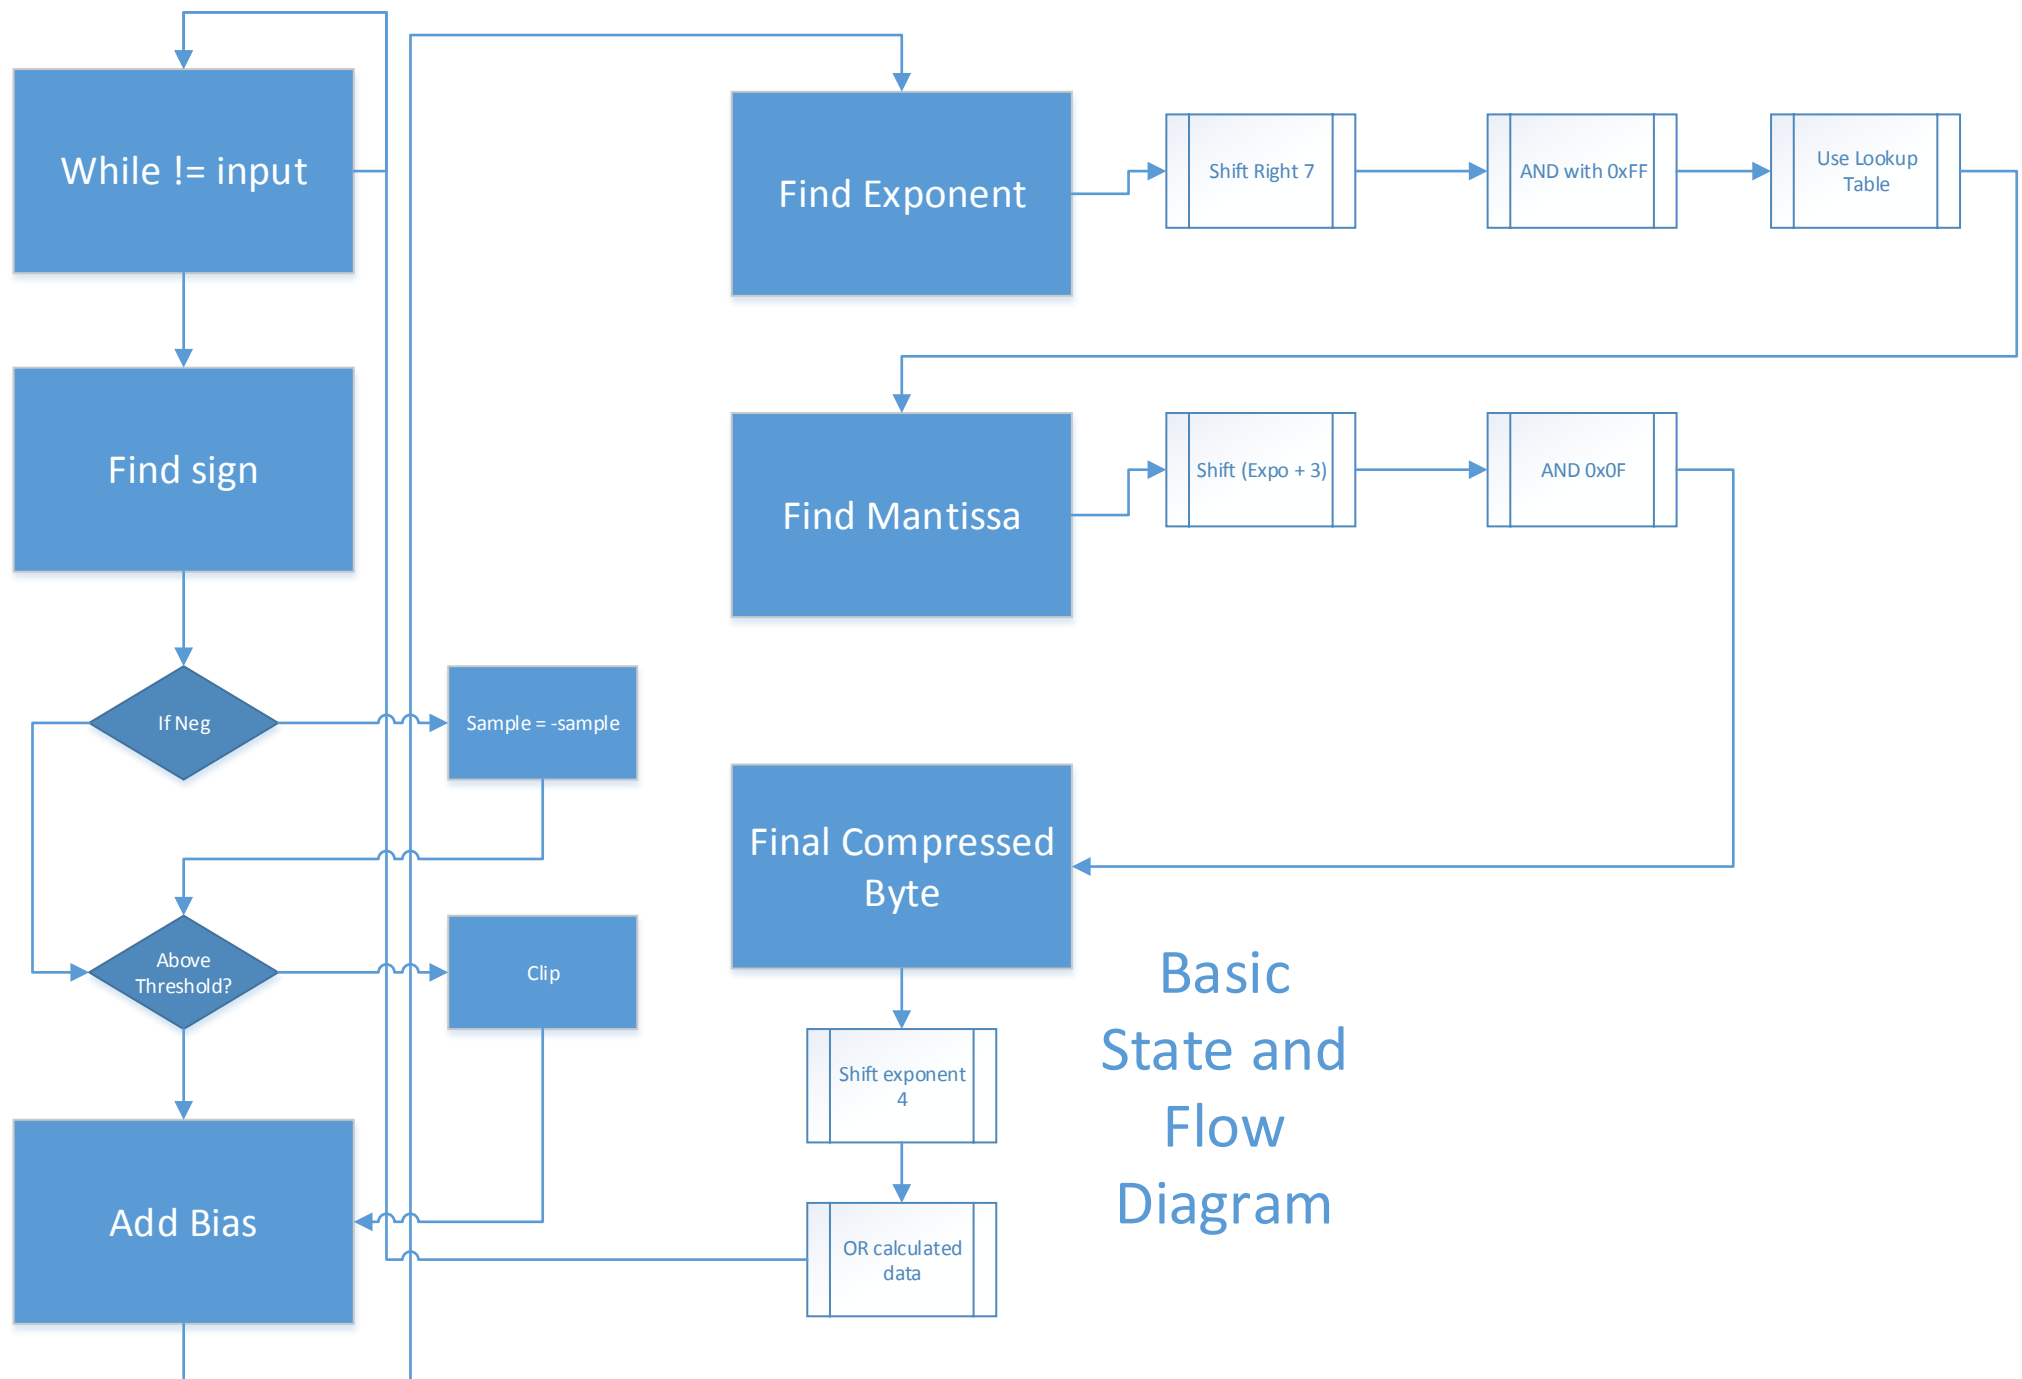 While != input
Find sign
If Neg
Sample = -sample
Above
Threshold?
Clip
Add Bias
Find Exponent
Shift Right 7
AND with 0xFF
Use Lookup
Table
Find Mantissa
Shift (Expo + 3)
AND 0x0F
Final Compressed
Byte
Shift exponent
4
OR calculated
data
Basic
State and
Flow
Diagram